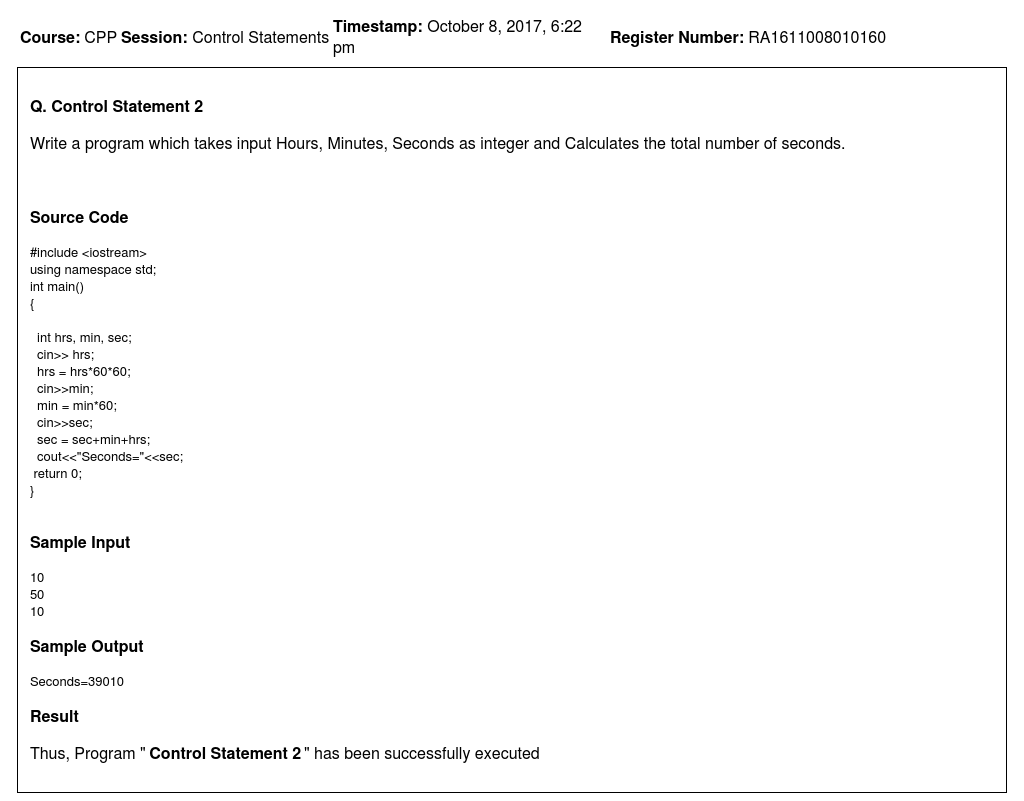 Course: CPP Session: Control Statements Timestamp: October 8, 2017, 6:22 pm Register Number: RA1611008010160
Q. Control Statement 2
Write a program which takes input Hours, Minutes, Seconds as integer and Calculates the total number of seconds.
Source Code
#include <iostream>
using namespace std;
int main()
{
int hrs, min, sec;
cin>> hrs;
hrs = hrs*60*60;
cin>>min;
min = min*60;
cin>>sec;
sec = sec+min+hrs;
cout<<"Seconds="<<sec;
return 0;
}
Sample Input
10
50
10
Sample Output
Seconds=39010
Result
Thus, Program " Control Statement 2 " has been successfully executed